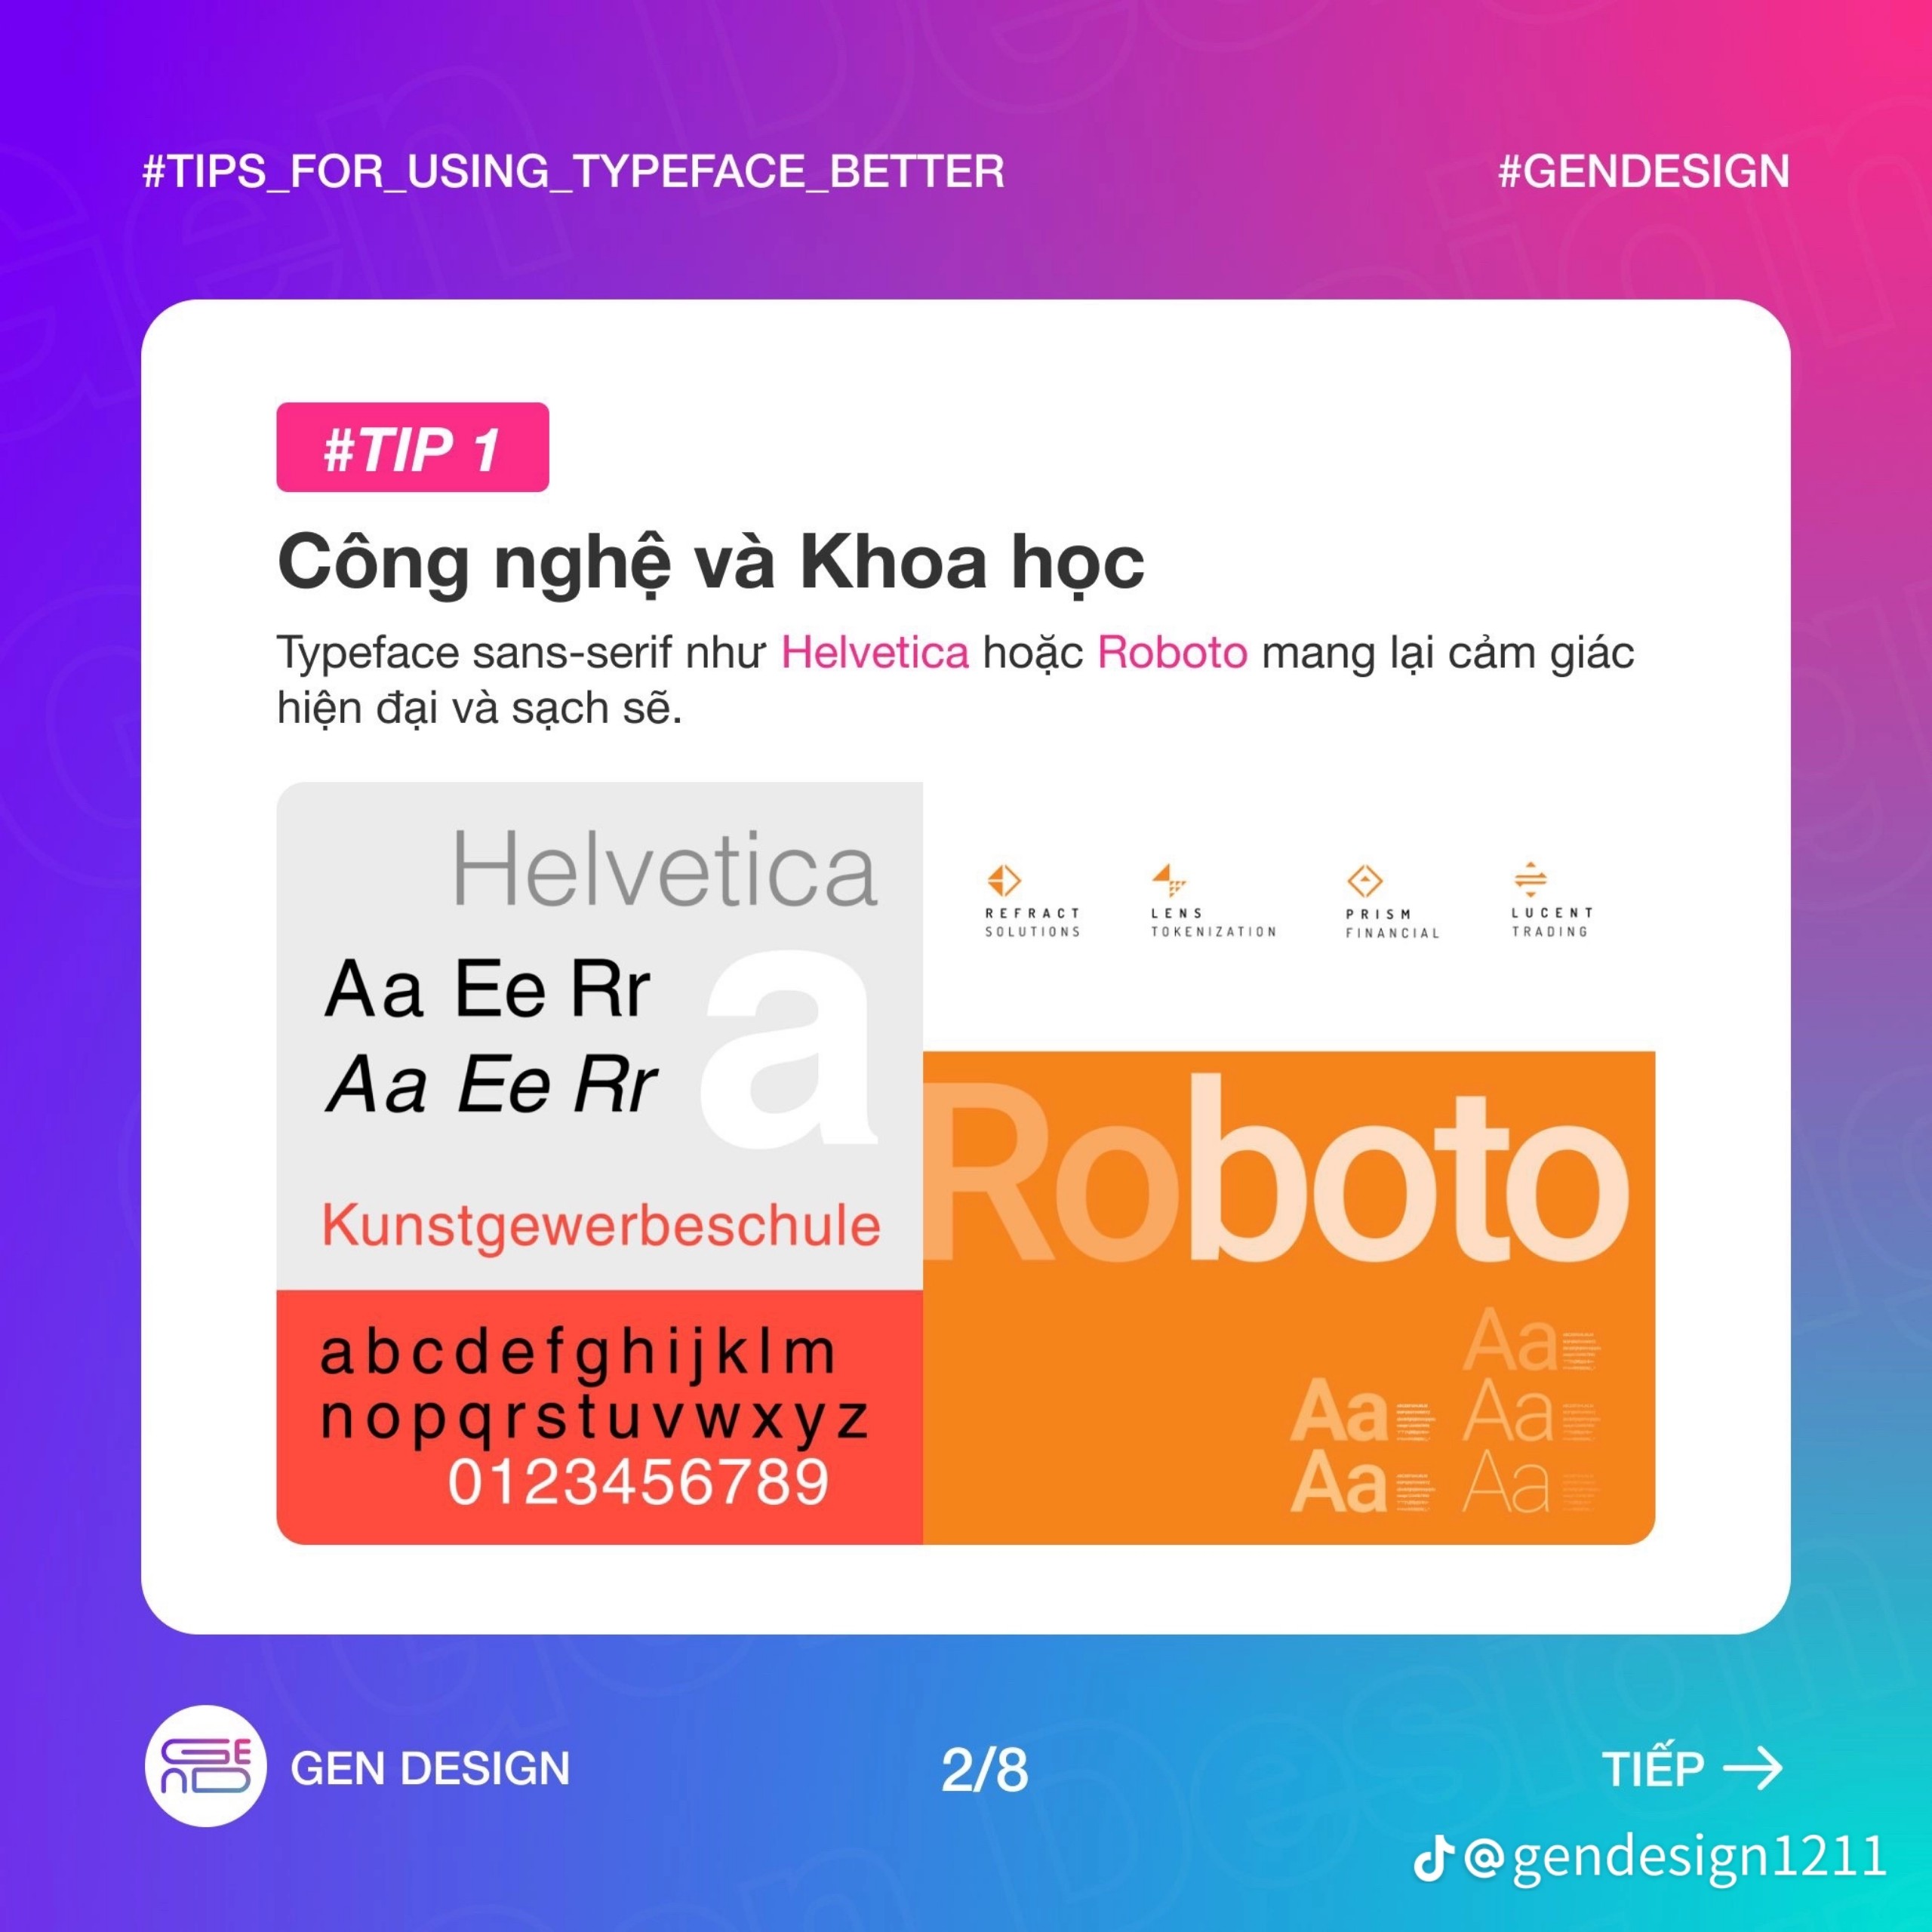 #TIPS_FOR_USING_TYPEFACE_BETTER
#GENDESIGN
#TIP 1
Công nghệ và Khoa học
Typeface sans-serif như Helvetica hoặc Roboto mang lại cảm giác
hiện đại và sạch sẽ.
Helvetica
Aa Ee Rr
a
Aa Ee Rr
Kunstgewerbeschule
abcdefghijklm
nopqrstuvwxyz
0123456789
REFRACT
SOLUTIONS
LENS
TOKENIZATION
PRISM
FINANCIAL
LUCENT
TRADING
Roboto
Aa
Aa Aa
Aa Aa
GEN DESIGN
2/8
TIẾP →
@gendesign1211